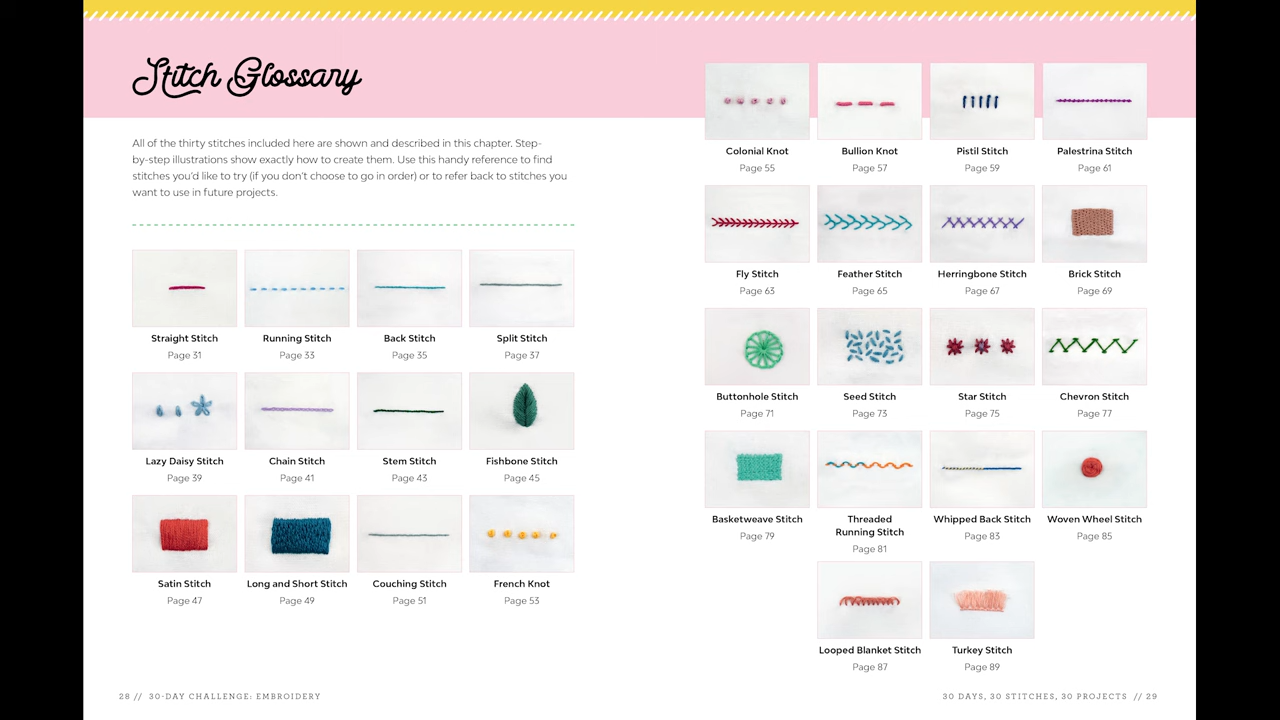 Stitch Glossary
All of the thirty stitches included here are shown and described in this chapter. Step-
by-step illustrations show exactly how to create them. Use this handy reference to find
stitches you'd like to try (if you don't choose to go in order) or to refer back to stitches you
want to use in future projects.
Straight Stitch
Page 31
Running Stitch
Page 33
Back Stitch
Page 35
Split Stitch
Page 37
Lazy Daisy Stitch
Page 39
Chain Stitch
Page 41
Stem Stitch
Page 43
Fishbone Stitch
Page 45
Satin Stitch
Page 47
Long and Short Stitch
Page 49
Couching Stitch
Page 51
French Knot
Page 53
28 // 30-DAY CHALLENGE: EMBROIDERY
Colonial Knot
Page 55
Bullion Knot
Page 57
Pistil Stitch
Page 59
Palestrina Stitch
Page 61
Fly Stitch
Page 63
Feather Stitch
Page 65
Herringbone Stitch
Page 67
Brick Stitch
Page 69
Buttonhole Stitch
Page 71
Seed Stitch
Page 73
Star Stitch
Page 75
Chevron Stitch
Page 77
Basketweave Stitch
Page 79
Threaded
Running Stitch
Page 81
Whipped Back Stitch
Page 83
Woven Wheel Stitch
Page 85
Looped Blanket Stitch
Page 87
Turkey Stitch
Page 89
30 DAYS, 30 STITCHES, 30 PROJECTS // 29